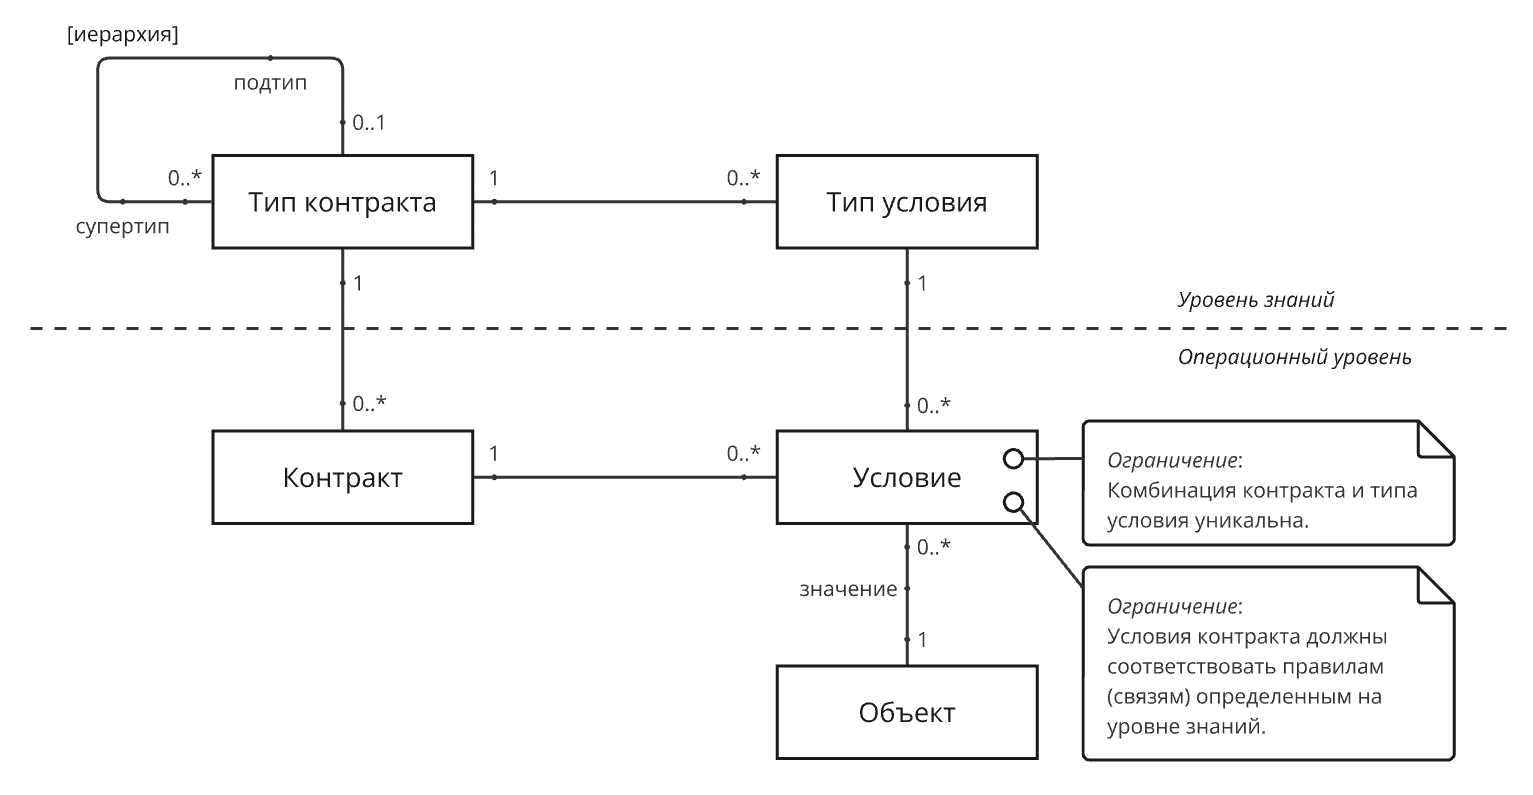 [иерархия]
подтип
0..1
0..*
супертип
Тип контракта
1
0..*
Тип условия
1
1
Уровень знаний
Операционный уровень
0..*
0..*
Контракт
1
0..*
Условие
Ограничение:
Комбинация контракта и типа
условия уникальна.
0..*
значение
1
Объект
Ограничение:
Условия контракта должны
соответствовать правилам
(связям) определенным на
уровне знаний.